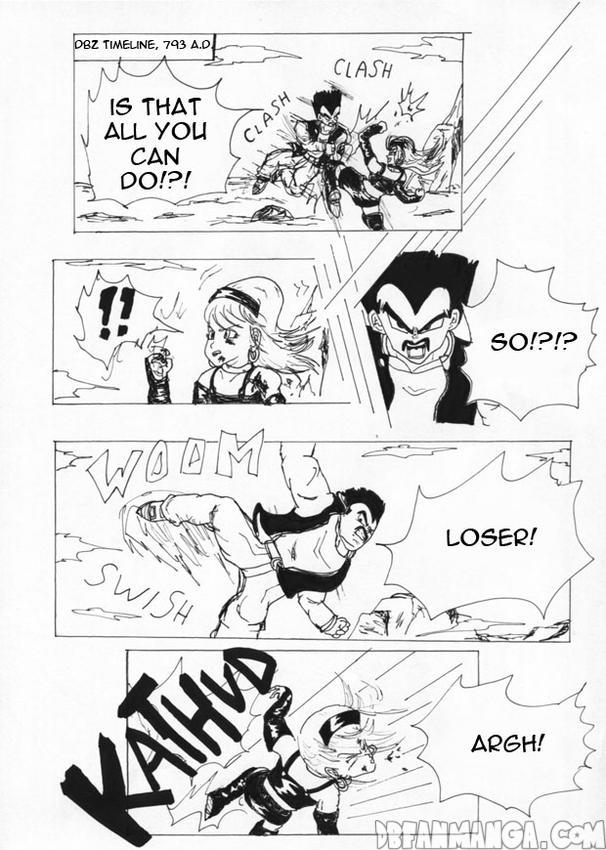 DBZ TIMELINE, 793 A.D.
IS THAT
ALL YOU
CAN
DO!?!
CLASH
CLASH
!!
SO!?!?
WOOM
LOSER!
SWISH
KATHUD
ARGH!
DBFANMANGA.COM